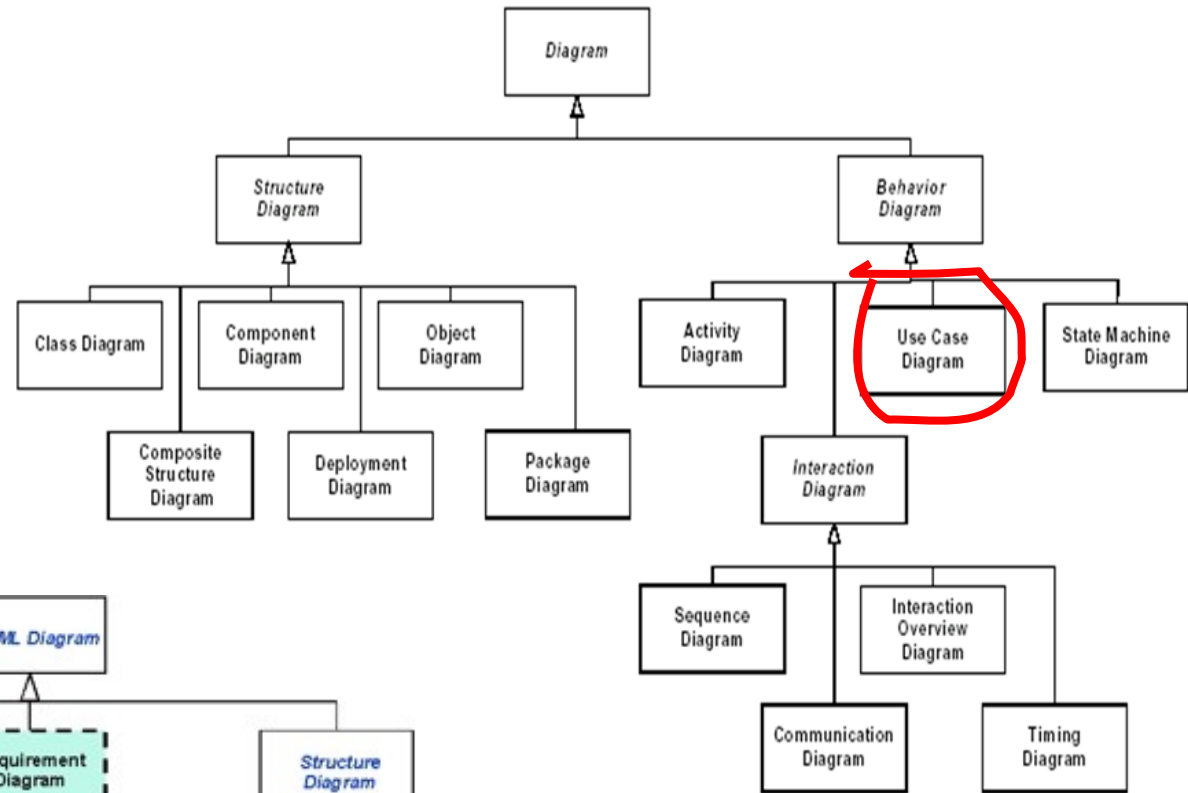 Diagram
Structure
Diagram
Behavior
Diagram
Class Diagram
Component
Diagram
Object
Diagram
Activity
Diagram
Use Case
Diagram
State Machine
Diagram
Composite
Structure
Diagram
Deployment
Diagram
Package
Diagram
Interaction
Diagram
Sequence
Diagram
Interaction
Overview
Diagram
Communication
Diagram
Timing
Diagram
ML Diagram
quirement
Diagram
Structure
Diagram